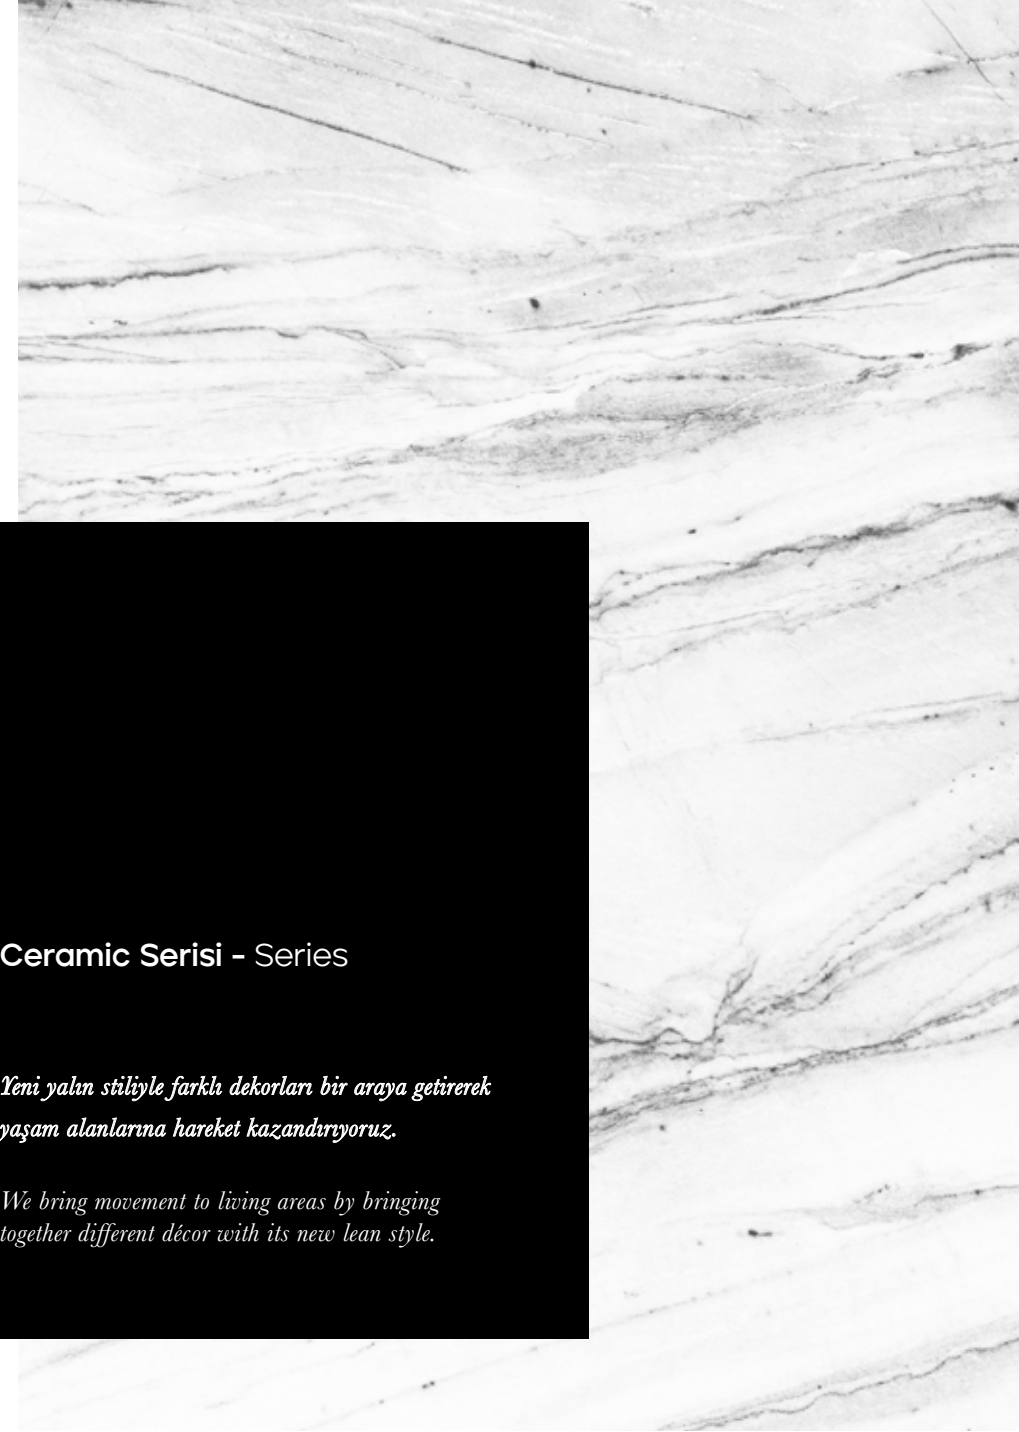 Ceramic Serisi - Series
Yeni yalın stiliyle farklı dekorları bir araya getirerek
yaşam alanlarına hareket kazandırıyoruz.
We bring movement to living areas by bringing
together different décor with its new lean style.